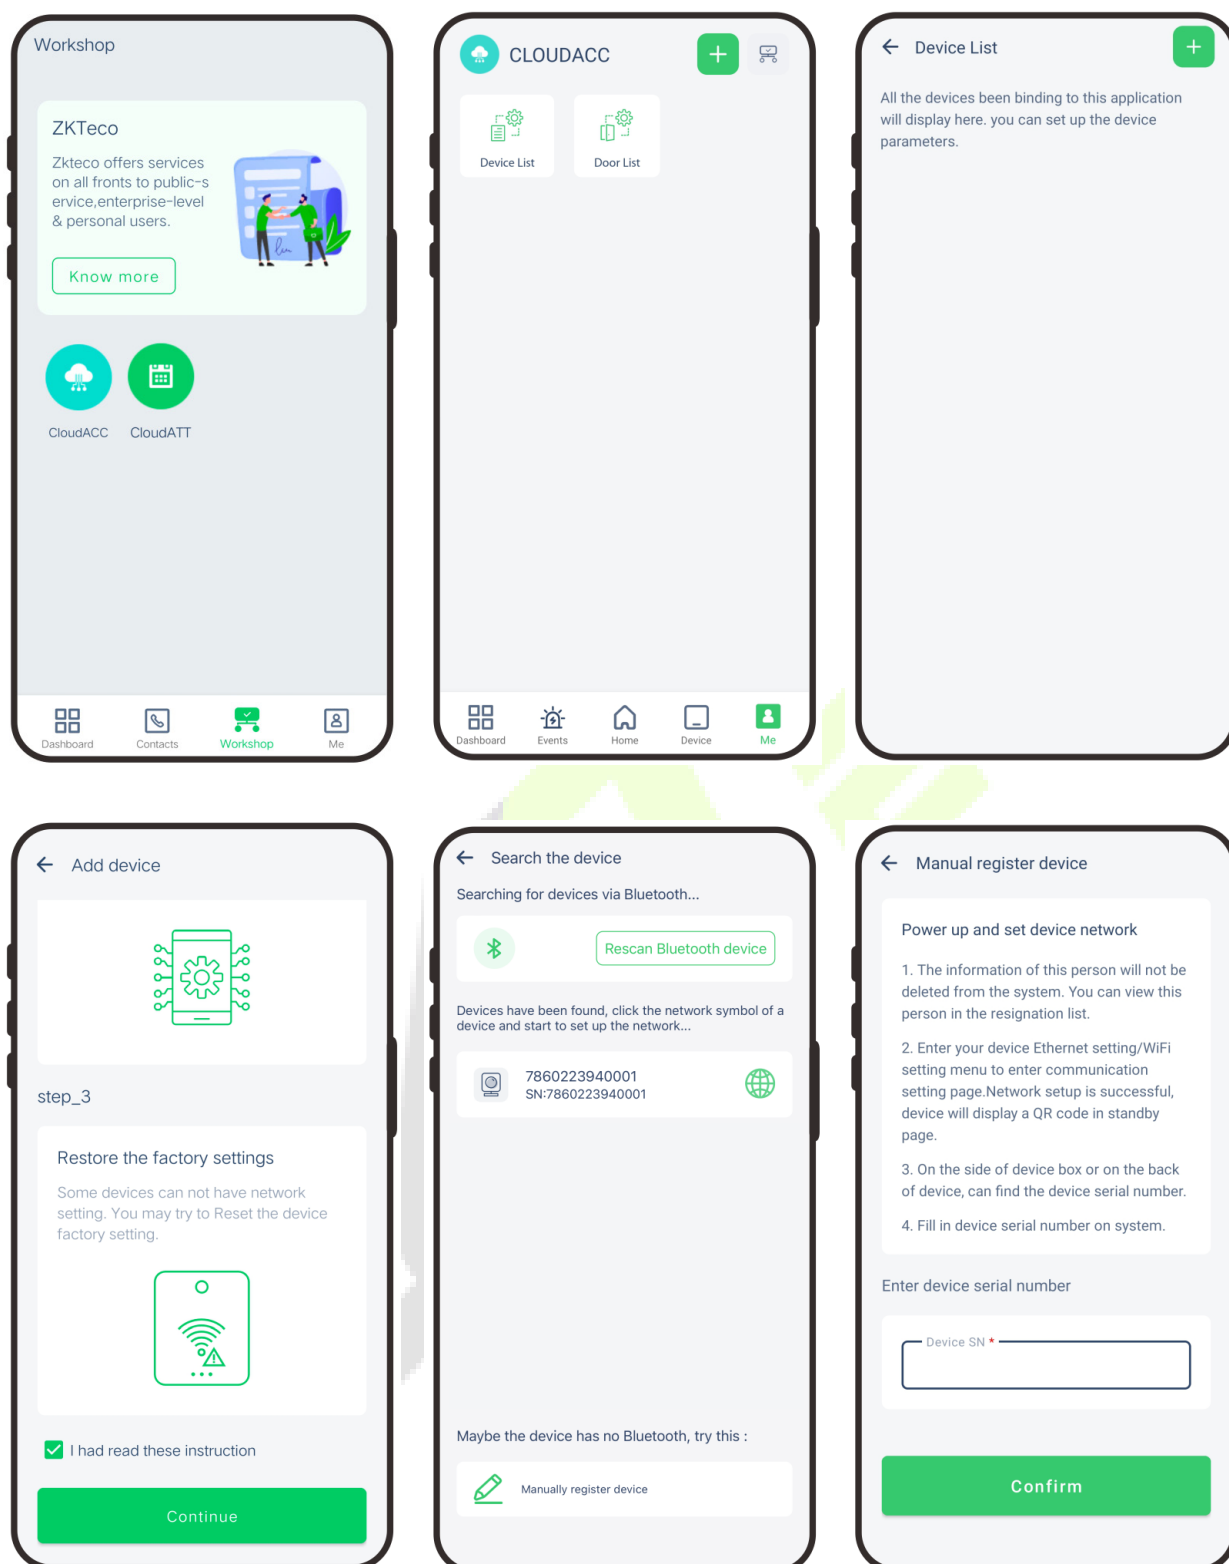 Workshop
ZKTeco
Zkteco offers services
on all fronts to public-s
ervice,enterprise-level
& personal users.
Know more
CloudACC
CloudATT
Dashboard
Contacts
Workshop
Me
CLOUDACC
Device List
Door List
Dashboard
Events
Home
Device
Me
Device List
All the devices been binding to this application
will display here. you can set up the device
parameters.
Add device
step_3
Restore the factory settings
Some devices can not have network
setting. You may try to Reset the device
factory setting.
I had read these instruction
Continue
Search the device
Searching for devices via Bluetooth...
Rescan Bluetooth device
Devices have been found, click the network symbol of a
device and start to set up the network...
7860223940001
SN:7860223940001
Maybe the device has no Bluetooth, try this :
Manually register device
Manual register device
Power up and set device network
1. The information of this person will not be
deleted from the system. You can view this
person in the resignation list.
2. Enter your device Ethernet setting/WiFi
setting menu to enter communication
setting page.Network setup is successful,
device will display a QR code in standby
page.
3. On the side of device box or on the back
of device, can find the device serial number.
4. Fill in device serial number on system.
Enter device serial number
Device SN *
Confirm